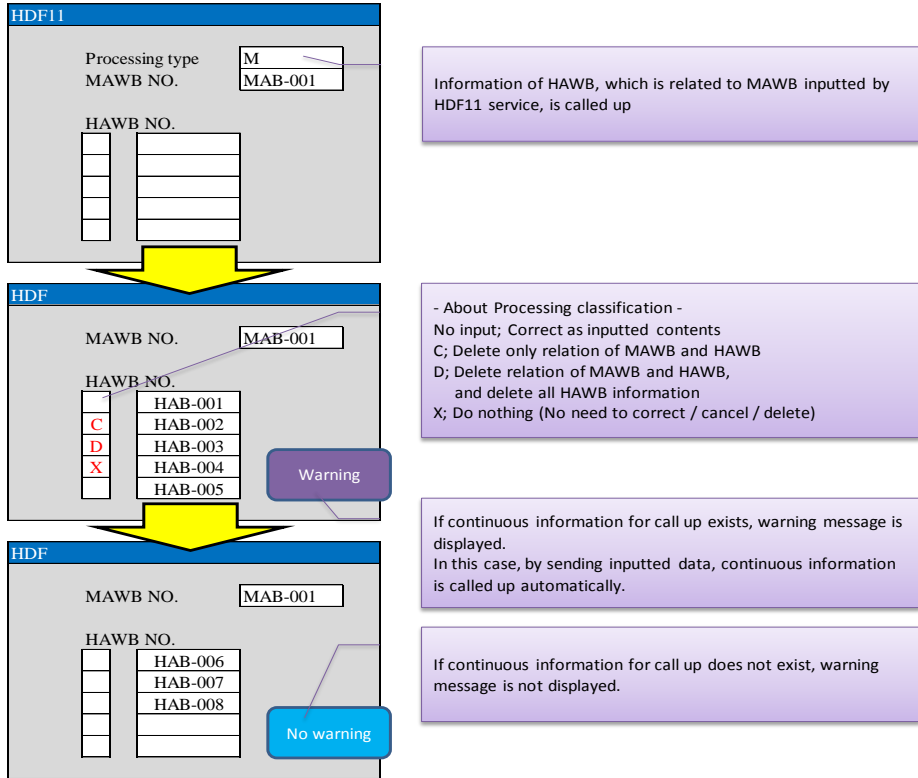 HDF11
Processing type M
MAWB NO. MAB-001
HAWB NO.
Information of HAWB, which is related to MAWB inputted by
HDF11 service, is called up
HDF
MAWB NO. MAB-001
HAWB NO.
HAB-001
C HAB-002
D HAB-003
X HAB-004
HAB-005
Warning
- About Processing classification -
No input; Correct as inputted contents
C; Delete only relation of MAWB and HAWB
D; Delete relation of MAWB and HAWB,
and delete all HAWB information
X; Do nothing (No need to correct / cancel / delete)
If continuous information for call up exists, warning message is
displayed.
In this case, by sending inputted data, continuous information
is called up automatically.
HDF
MAWB NO. MAB-001
HAWB NO.
HAB-006
HAB-007
HAB-008
No warning
If continuous information for call up does not exist, warning
message is not displayed.